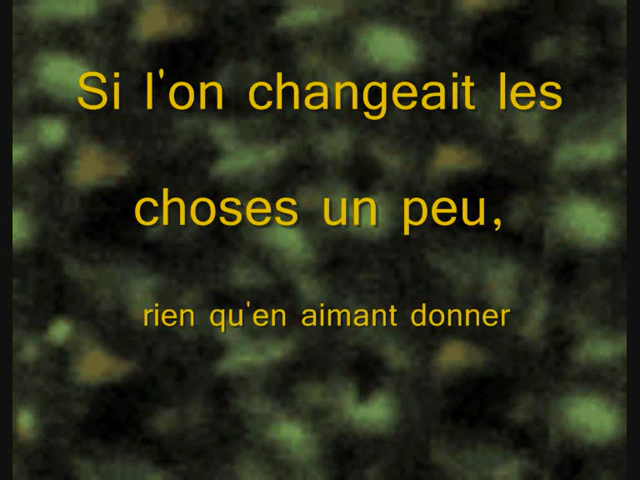 Si l'on changeait les
choses un peu,
rien qu'en aimant donner